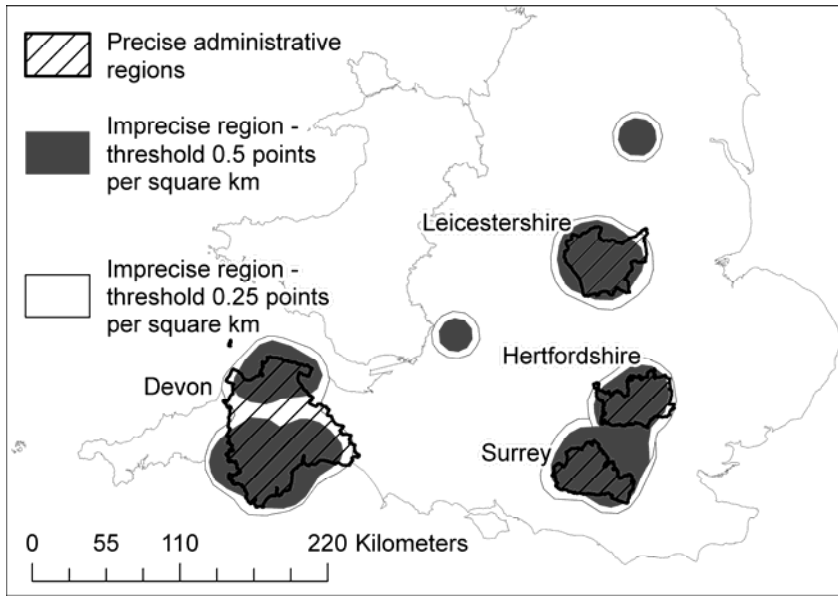 Precise administrative
regions
Imprecise region -
threshold 0.5 points
per square km
Imprecise region -
threshold 0.25 points
per square km
Leicestershire
Hertfordshire
Devon
Surrey
0 55 110 220 Kilometers